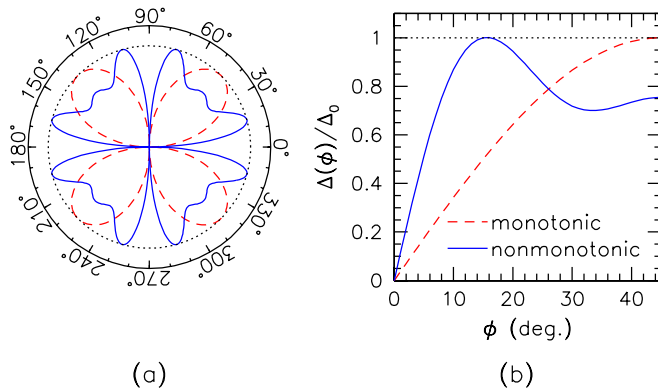 90°
120°
60°
150°
30°
180°
0°
210°
330°
240°
300°
270°
(a)
Δ(ϕ)/Δ₀
1
0.8
0.6
0.4
0.2
0
monotonic
nonmonotonic
0 10 20 30 40
ϕ (deg.)
(b)